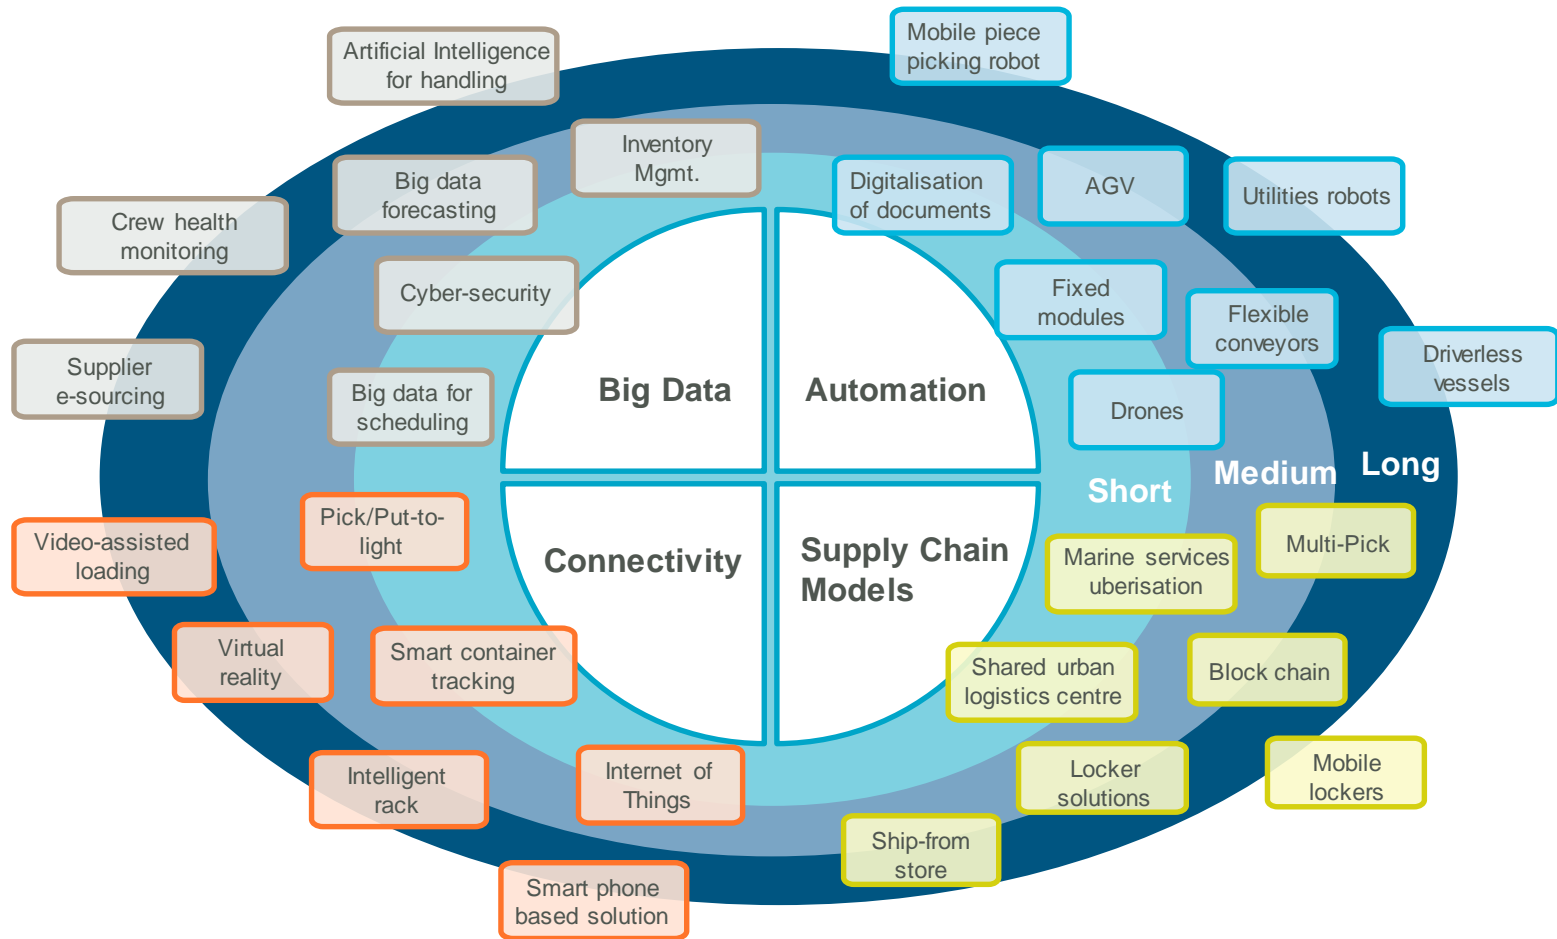 Artificial Intelligence
for handling
Mobile piece
picking robot
Inventory
Mgmt.
Big data
forecasting
Digitalisation
of documents
AGV
Utilities robots
Crew health
monitoring
Cyber-security
Fixed
modules
Flexible
conveyors
Supplier
e-sourcing
Driverless
vessels
Big data for
scheduling
Big Data
Automation
Drones
Short
Medium
Long
Pick/Put-to-
light
Video-assisted
loading
Connectivity
Supply Chain
Models
Marine services
uberisation
Multi-Pick
Virtual
reality
Smart container
tracking
Shared urban
logistics centre
Block chain
Intelligent
rack
Internet of
Things
Locker
solutions
Mobile
lockers
Ship-from
store
Smart phone
based solution